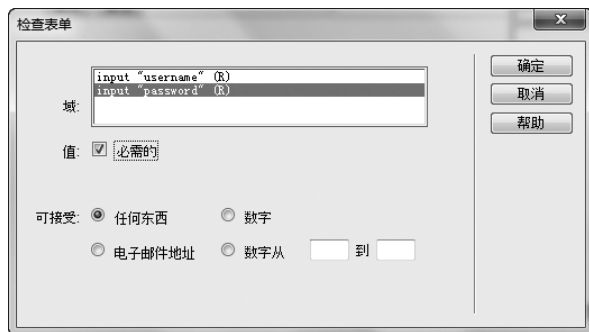 检查表单
input "username" (R)
input "password" (R)
域:
值: 必需的
可接受: 任何东西 数字
电子邮件地址 数字从 到
确定
取消
帮助